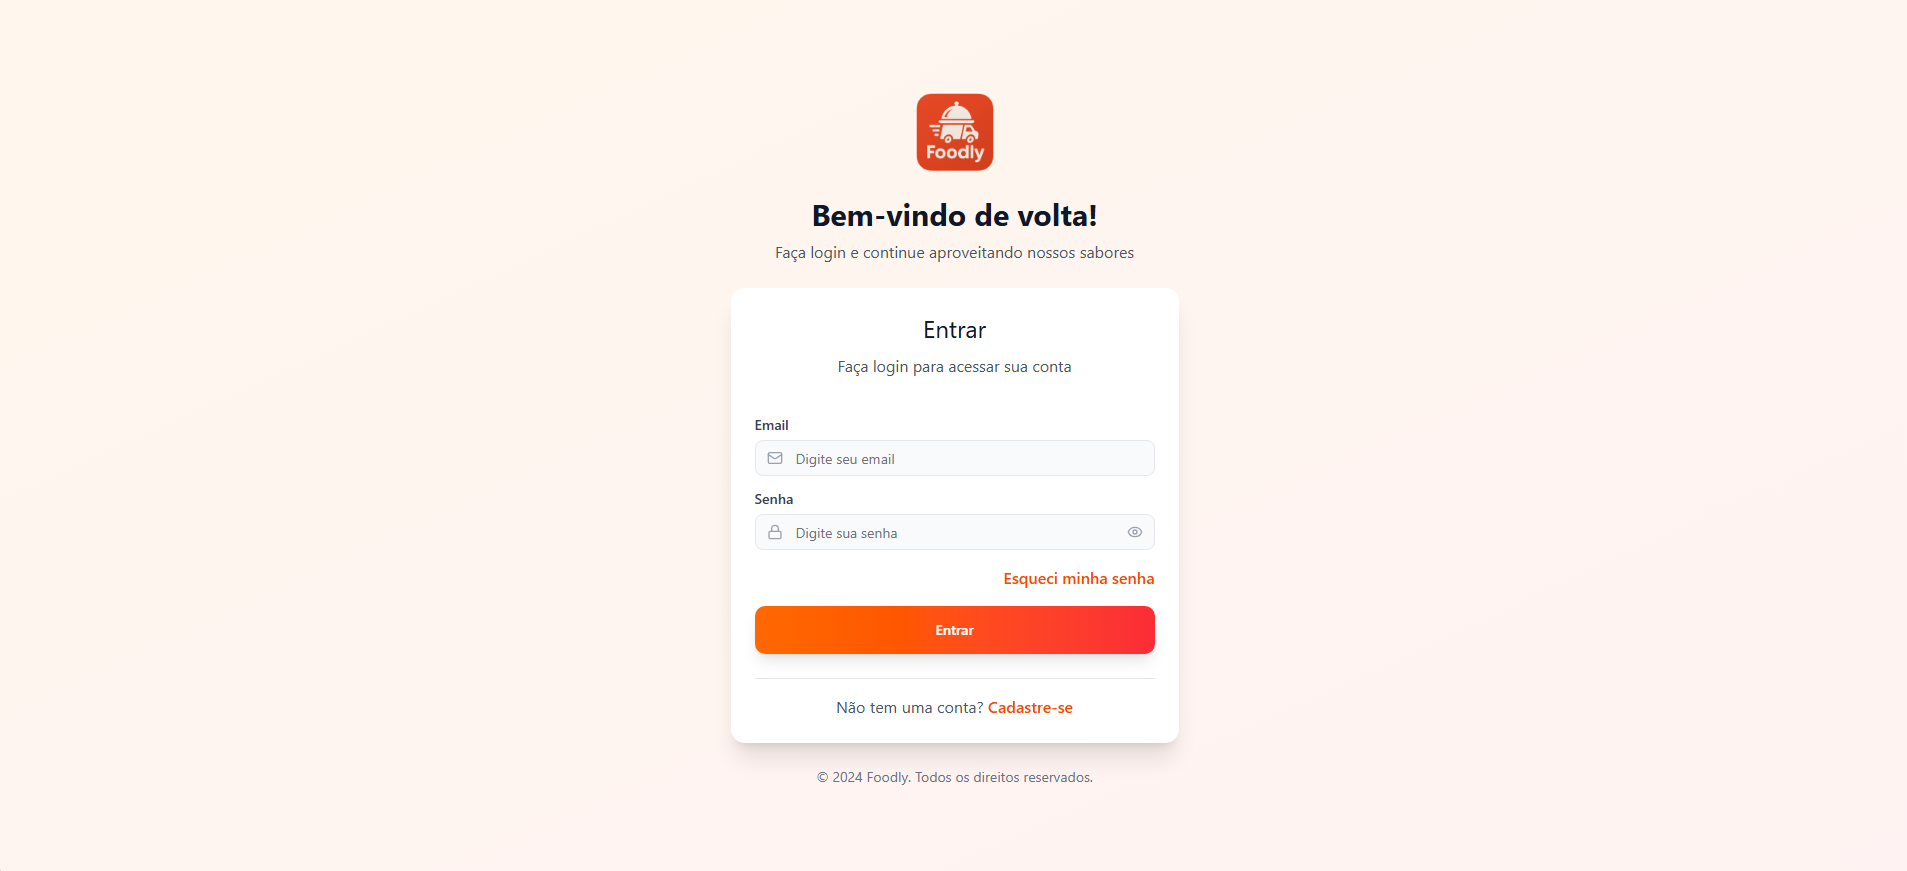 Foodly
Bem-vindo de volta!
Faça login e continue aproveitando nossos sabores
Entrar
Faça login para acessar sua conta
Email
Digite seu email
Senha
Digite sua senha
Esqueci minha senha
Entrar
Não tem uma conta? Cadastre-se
© 2024 Foodly. Todos os direitos reservados.